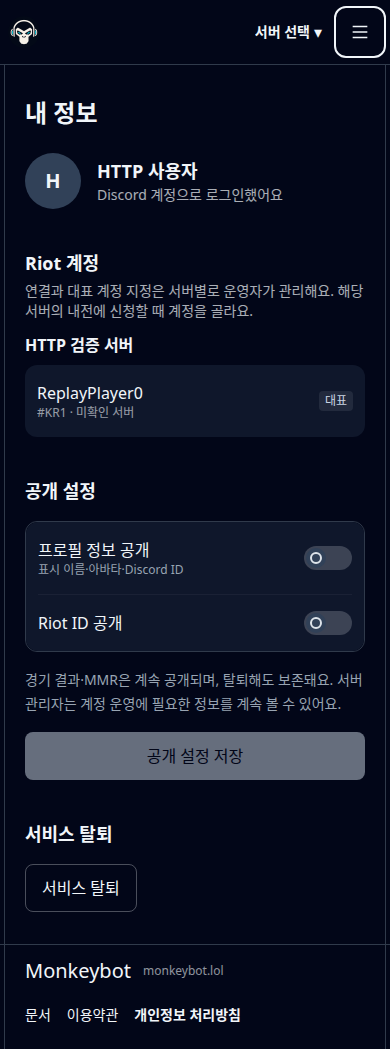 서버 선택 ▾
내 정보
H
HTTP 사용자
Discord 계정으로 로그인했어요
Riot 계정
연결과 대표 계정 지정은 서버별로 운영자가 관리해요. 해당
서버의 내전에 신청할 때 계정을 골라요.
HTTP 검증 서버
ReplayPlayer0
대표
#KR1 · 미확인 서버
공개 설정
프로필 정보 공개
표시 이름·아바타·Discord ID
Riot ID 공개
경기 결과·MMR은 계속 공개되며, 탈퇴해도 보존돼요. 서버
관리자는 계정 운영에 필요한 정보를 계속 볼 수 있어요.
공개 설정 저장
서비스 탈퇴
서비스 탈퇴
Monkeybot monkeybot.lol
문서 이용약관 개인정보 처리방침